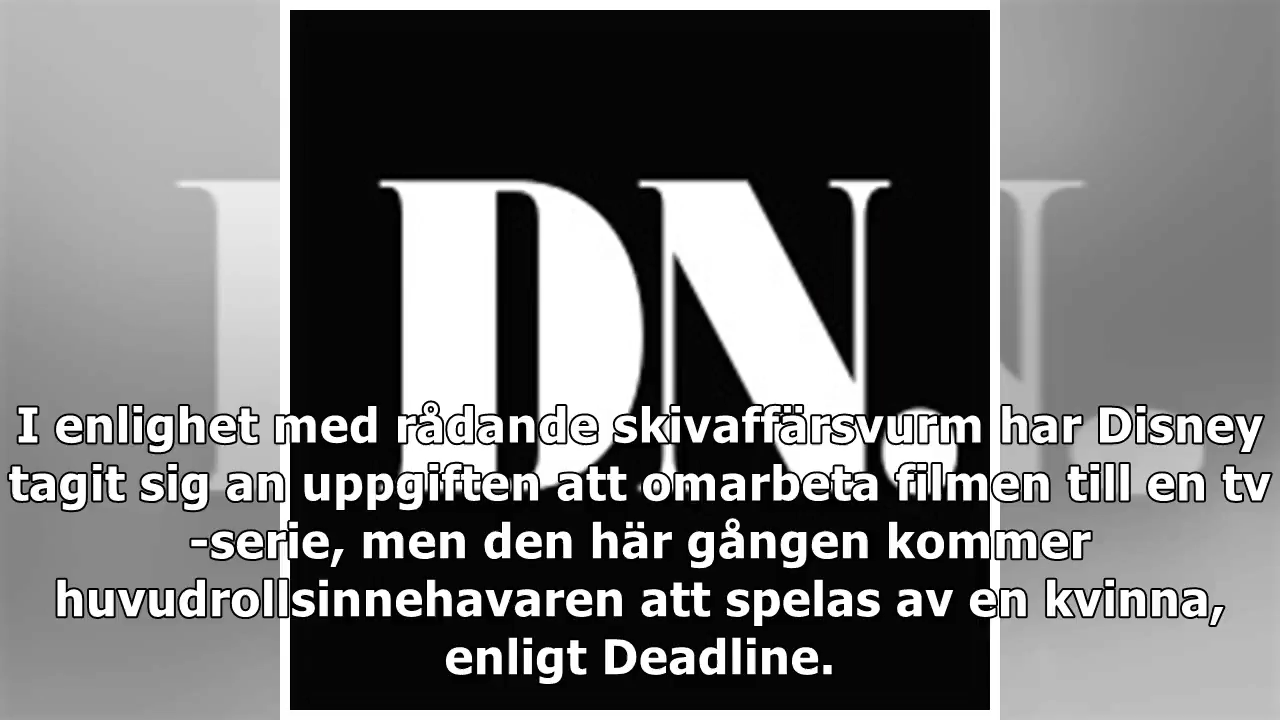 DN.
I enlighet med rådande skivaffärsvurm har Disney
tagit sig an uppgiften att omarbeta filmen till en tv
-serie, men den här gången kommer
huvudrollsinnehavaren att spelas av en kvinna,
enligt Deadline.